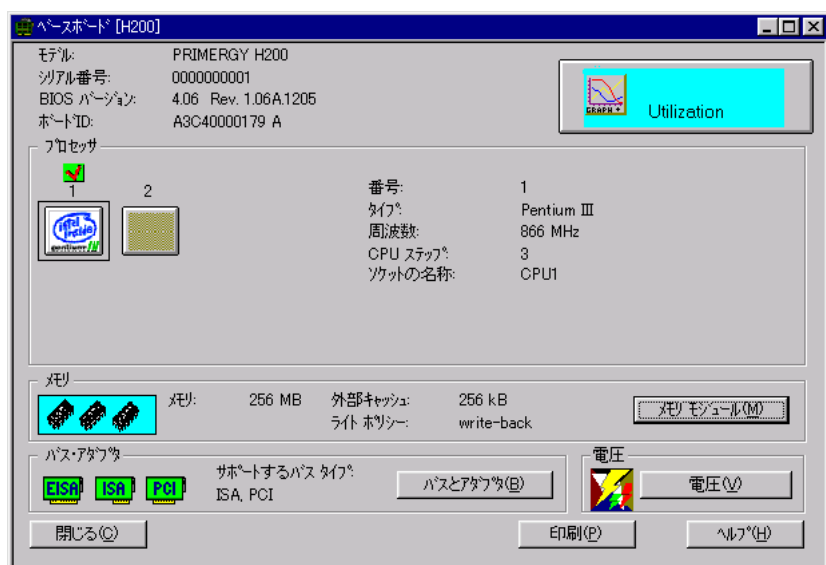 ﾍﾞｰｽﾎﾞｰﾄﾞ [H200]
ﾓﾃﾞﾙ: PRIMERGY H200
ｼﾘｱﾙ番号: 0000000001
BIOS ﾊﾞｰｼﾞｮﾝ: 4.06 Rev. 1.06A.1205
ﾎﾞｰﾄﾞID: A3C40000179 A
GRAPH
Utilization
ﾌﾟﾛｾｯｻ
1 2
intel inside
pentium III
番号: 1
ﾀｲﾌﾟ: Pentium III
周波数: 866 MHz
CPU ｽﾃｯﾌﾟ: 3
ｿｹｯﾄの名称: CPU1
ﾒﾓﾘ
ﾒﾓﾘ: 256 MB 外部ｷｬｯｼｭ: 256 kB
ﾗｲﾄ ﾎﾟﾘｼｰ: write-back
ﾒﾓﾘ ﾓｼﾞｭｰﾙ(M)
ﾊﾞｽ･ｱﾀﾞﾌﾟﾀ
EISA ISA PCI
ｻﾎﾟｰﾄするﾊﾞｽ ﾀｲﾌﾟ:
ISA, PCI
ﾊﾞｽとｱﾀﾞﾌﾟﾀ(B)
電圧
電圧(V)
閉じる(C) 印刷(P) ﾍﾙﾌﾟ(H)